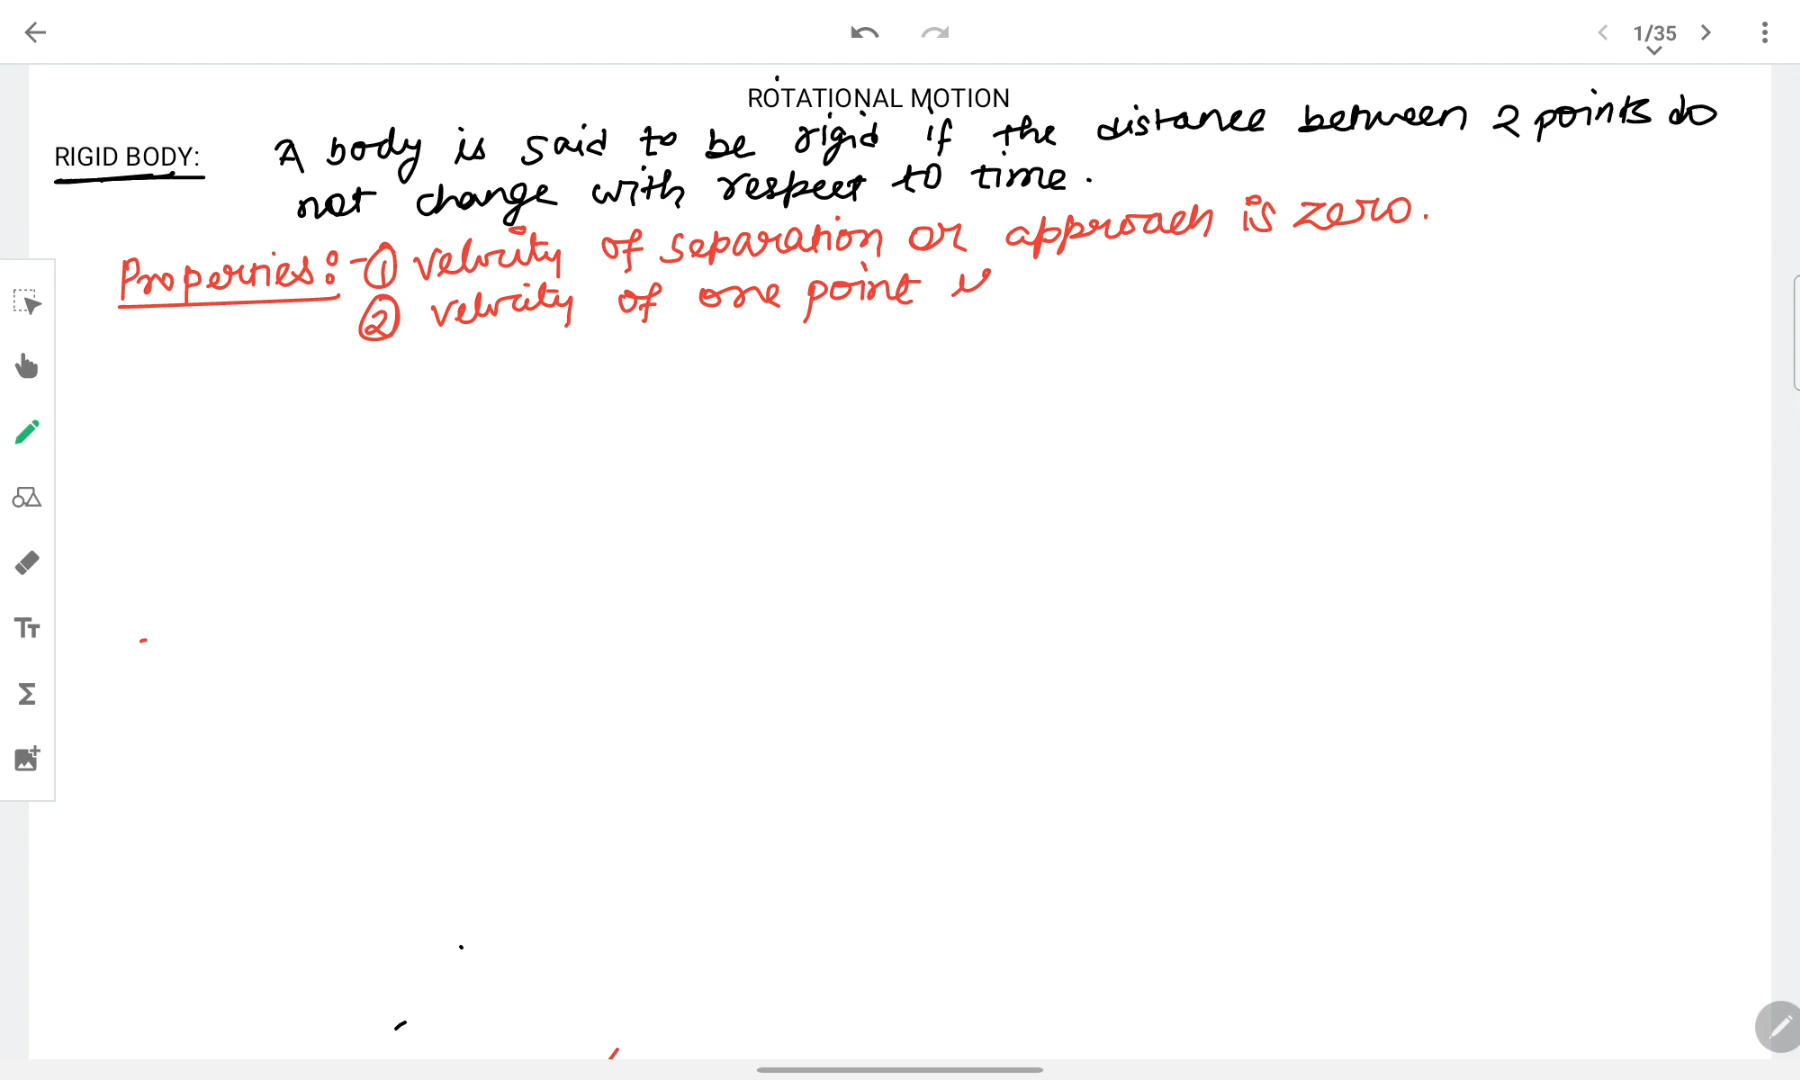 1/35
ROTATIONAL MOTION
RIGID BODY: A body is said to be rigid if the distance between 2 points do
not change with respect to time.
Properties:- ① velocity of separation or approach is zero.
② velocity of one point